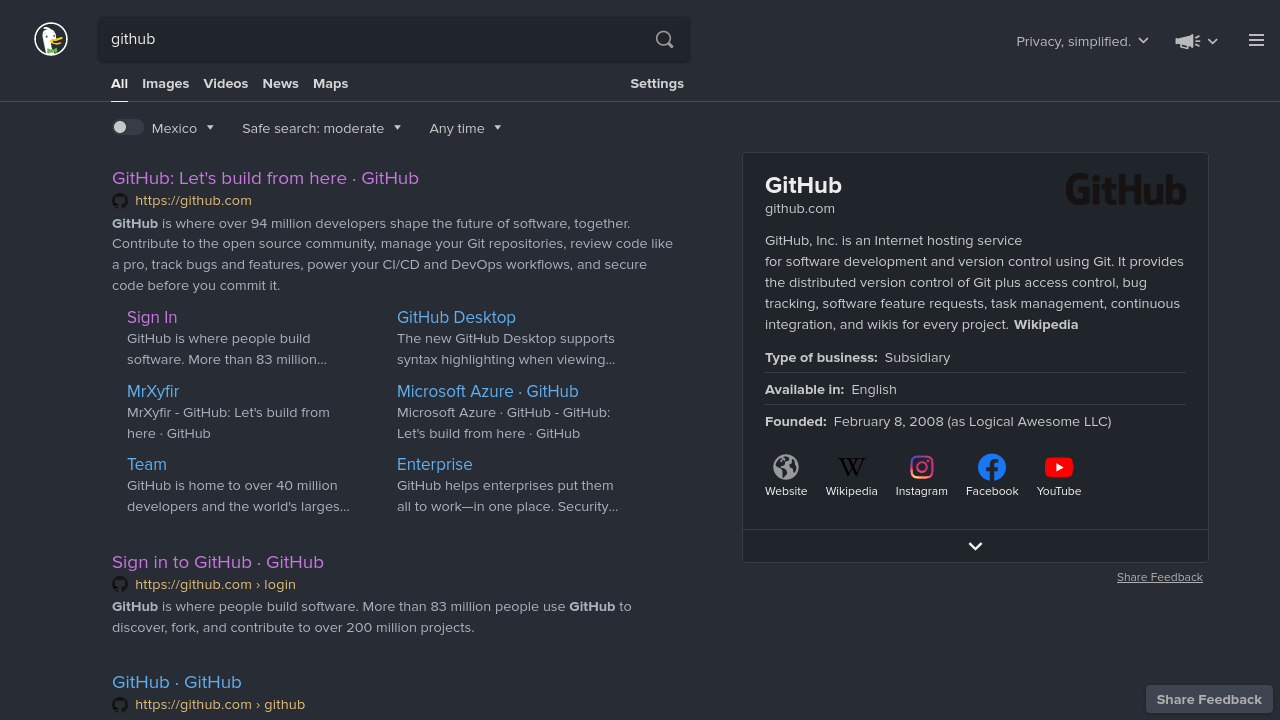 github
Privacy, simplified.
All Images Videos News Maps Settings
Mexico Safe search: moderate Any time
GitHub: Let's build from here · GitHub
https://github.com
GitHub is where over 94 million developers shape the future of software, together.
Contribute to the open source community, manage your Git repositories, review code like
a pro, track bugs and features, power your CI/CD and DevOps workflows, and secure
code before you commit it.
Sign In
GitHub is where people build
software. More than 83 million...
GitHub Desktop
The new GitHub Desktop supports
syntax highlighting when viewing...
MrXyfir
MrXyfir - GitHub: Let's build from
here · GitHub
Microsoft Azure · GitHub
Microsoft Azure · GitHub - GitHub:
Let's build from here · GitHub
Team
GitHub is home to over 40 million
developers and the world's larges...
Enterprise
GitHub helps enterprises put them
all to work—in one place. Security...
Sign in to GitHub · GitHub
https://github.com › login
GitHub is where people build software. More than 83 million people use GitHub to
discover, fork, and contribute to over 200 million projects.
GitHub · GitHub
https://github.com › github
GitHub
GitHub
github.com
GitHub, Inc. is an Internet hosting service
for software development and version control using Git. It provides
the distributed version control of Git plus access control, bug
tracking, software feature requests, task management, continuous
integration, and wikis for every project. Wikipedia
Type of business: Subsidiary
Available in: English
Founded: February 8, 2008 (as Logical Awesome LLC)
W
Website Wikipedia Instagram Facebook YouTube
Share Feedback
Share Feedback